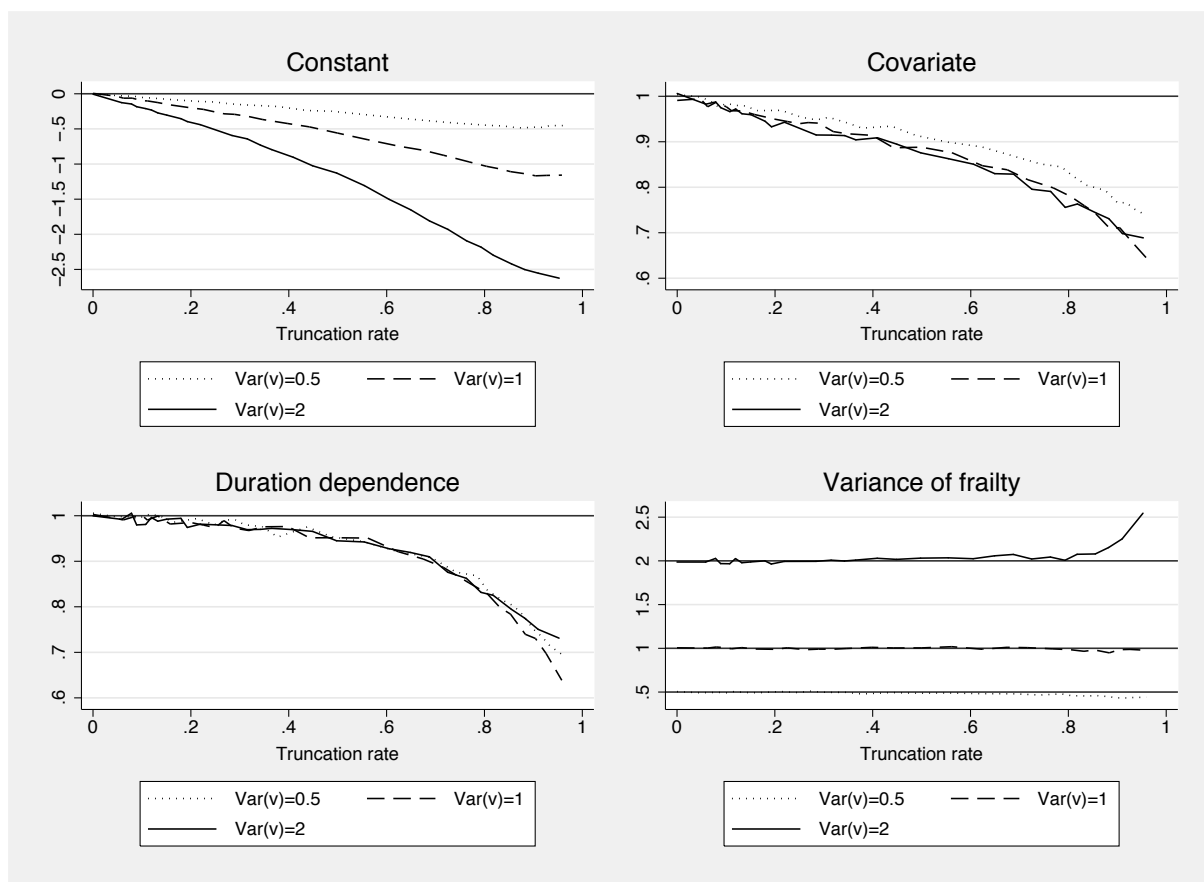 Constant
0
−.5
−1
−1.5
−2
−2.5
0 .2 .4 .6 .8 1
Truncation rate
Var(v)=0.5 Var(v)=1
Var(v)=2
Covariate
1
.9
.8
.7
.6
0 .2 .4 .6 .8 1
Truncation rate
Var(v)=0.5 Var(v)=1
Var(v)=2
Duration dependence
1
.9
.8
.7
.6
0 .2 .4 .6 .8 1
Truncation rate
Var(v)=0.5 Var(v)=1
Var(v)=2
Variance of frailty
2.5
2
1.5
1
.5
0 .2 .4 .6 .8 1
Truncation rate
Var(v)=0.5 Var(v)=1
Var(v)=2